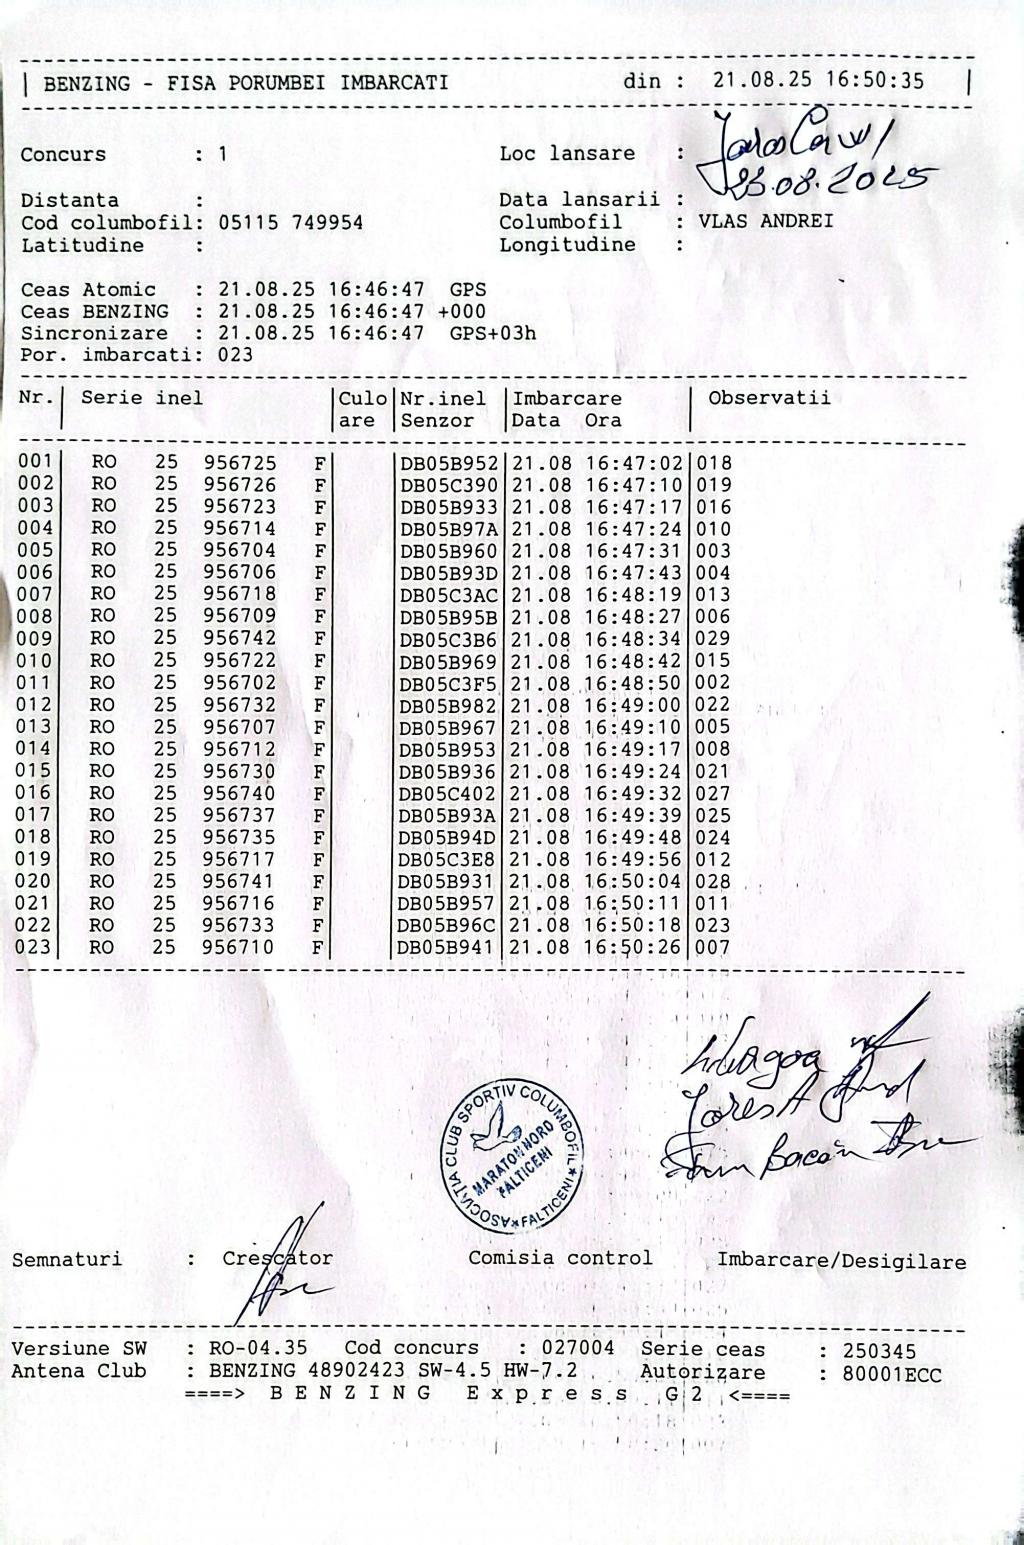 BENZING - FISA PORUMBEI IMBARCATI din : 21.08.25 16:50:35
Concurs : 1 Loc lansare :
23.08.2025
Distanta : Data lansarii :
Cod columbofil: 05115 749954 Columbofil : VLAS ANDREI
Latitudine : Longitudine :
Ceas Atomic : 21.08.25 16:46:47 GPS
Ceas BENZING : 21.08.25 16:46:47 +000
Sincronizare : 21.08.25 16:46:47 GPS+03h
Por. imbarcati: 023
Nr. Serie inel Culo Nr.inel Imbarcare Observatii
are Senzor Data Ora
001 RO 25 956725 F DB05B952 21.08 16:47:02 018
002 RO 25 956726 F DB05C390 21.08 16:47:10 019
003 RO 25 956723 F DB05B933 21.08 16:47:17 016
004 RO 25 956714 F DB05B97A 21.08 16:47:24 010
005 RO 25 956704 F DB05B960 21.08 16:47:31 003
006 RO 25 956706 F DB05B93D 21.08 16:47:43 004
007 RO 25 956718 F DB05C3AC 21.08 16:48:19 013
008 RO 25 956709 F DB05B95B 21.08 16:48:27 006
009 RO 25 956742 F DB05C3B6 21.08 16:48:34 029
010 RO 25 956722 F DB05B969 21.08 16:48:42 015
011 RO 25 956702 F DB05C3F5 21.08 16:48:50 002
012 RO 25 956732 F DB05B982 21.08 16:49:00 022
013 RO 25 956707 F DB05B967 21.08 16:49:10 005
014 RO 25 956712 F DB05B953 21.08 16:49:17 008
015 RO 25 956730 F DB05B936 21.08 16:49:24 021
016 RO 25 956740 F DB05C402 21.08 16:49:32 027
017 RO 25 956737 F DB05B93A 21.08 16:49:39 025
018 RO 25 956735 F DB05B94D 21.08 16:49:48 024
019 RO 25 956717 F DB05C3E8 21.08 16:49:56 012
020 RO 25 956741 F DB05B931 21.08 16:50:04 028
021 RO 25 956716 F DB05B957 21.08 16:50:11 011
022 RO 25 956733 F DB05B96C 21.08 16:50:18 023
023 RO 25 956710 F DB05B941 21.08 16:50:26 007
ASOCIAȚIA CLUB SPORTIV COLUMBOFIL * FALTICENI *
MARATON NORD
FALTICENI
Semnaturi : Crescator Comisia control Imbarcare/Desigilare
Versiune SW : RO-04.35 Cod concurs : 027004 Serie ceas : 250345
Antena Club : BENZING 48902423 SW-4.5 HW-7.2 Autorizare : 80001ECC
====> B E N Z I N G E x p r e s s G 2 <====